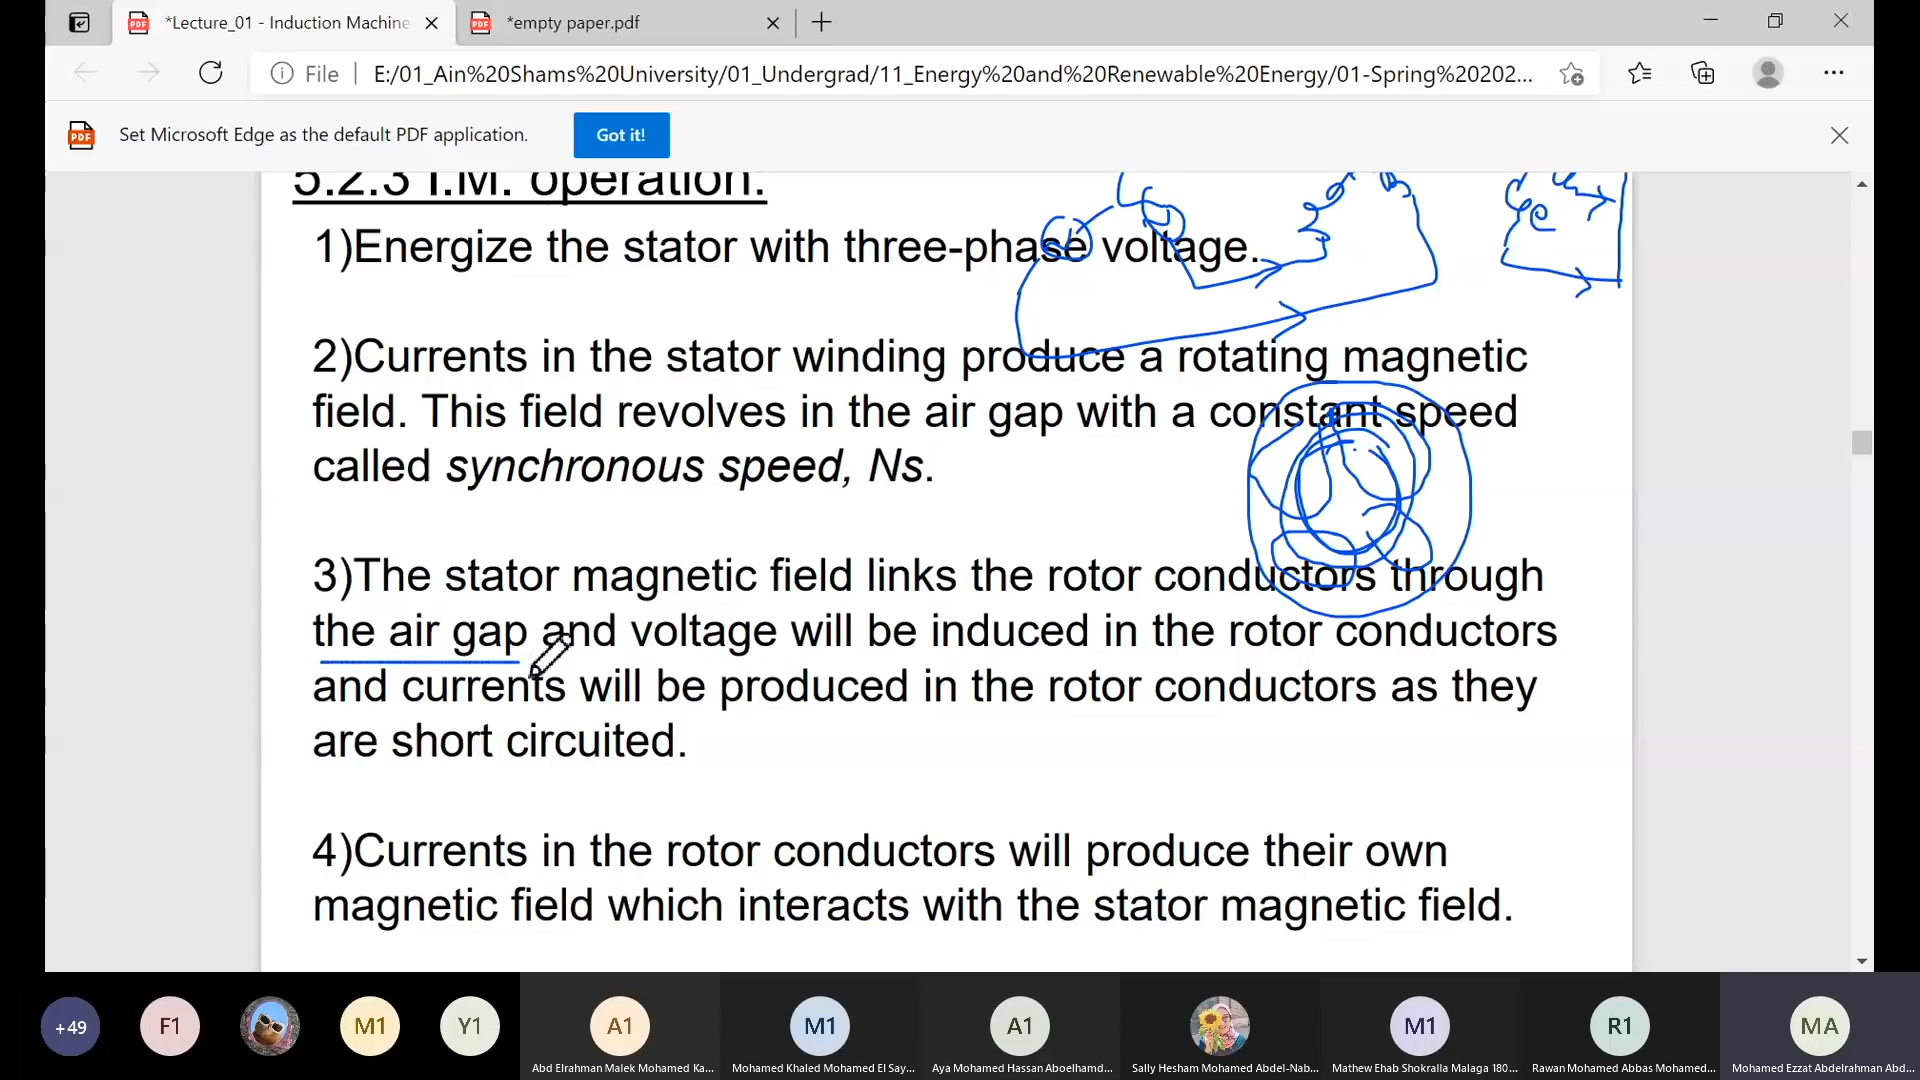 *Lecture_01 - Induction Machine
*empty paper.pdf
File
E:/01_Ain%20Shams%20University/01_Undergrad/11_Energy%20and%20Renewable%20Energy/01-Spring%20202...
PDF
Set Microsoft Edge as the default PDF application.
Got it!
5.2.3 I.M. operation:
1)Energize the stator with three-phase voltage.
2)Currents in the stator winding produce a rotating magnetic
field. This field revolves in the air gap with a constant speed
called synchronous speed, Ns.
3)The stator magnetic field links the rotor conductors through
the air gap and voltage will be induced in the rotor conductors
and currents will be produced in the rotor conductors as they
are short circuited.
4)Currents in the rotor conductors will produce their own
magnetic field which interacts with the stator magnetic field.
+49
F1
M1
Y1
A1
M1
A1
M1
R1
MA
Abd Elrahman Malek Mohamed Ka...
Mohamed Khaled Mohamed El Say...
Aya Mohamed Hassan Aboelhamd...
Sally Hesham Mohamed Abdel-Nab...
Mathew Ehab Shokralla Malaga 180...
Rawan Mohamed Abbas Mohamed...
Mohamed Ezzat Abdelrahman Abd...